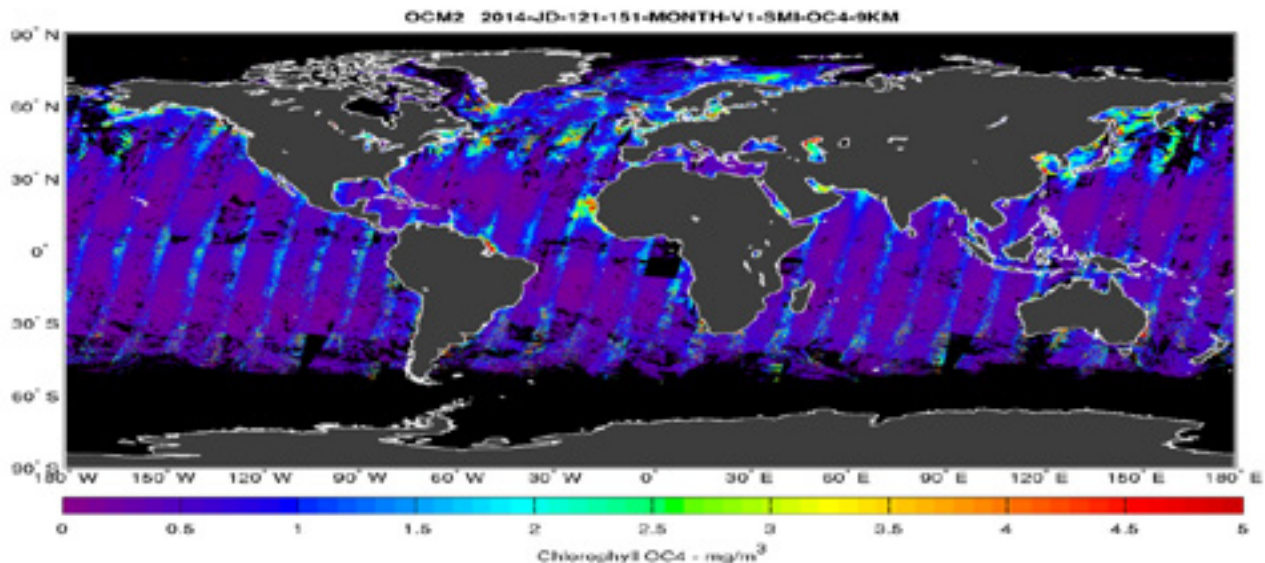 OCM2 2014-JD-121-151-MONTH-V1-SMI-OC4-9KM
90° N
60° N
30° N
0°
30° S
60° S
90° S
180° W 150° W 120° W 90° W 60° W 30° W 0° 30 E 60° E 90° E 120° E 150° E 180° E
0 0.5 1 1.5 2 2.5 3 3.5 4 4.5 5
Chlorophyll OC4 - mg/m³